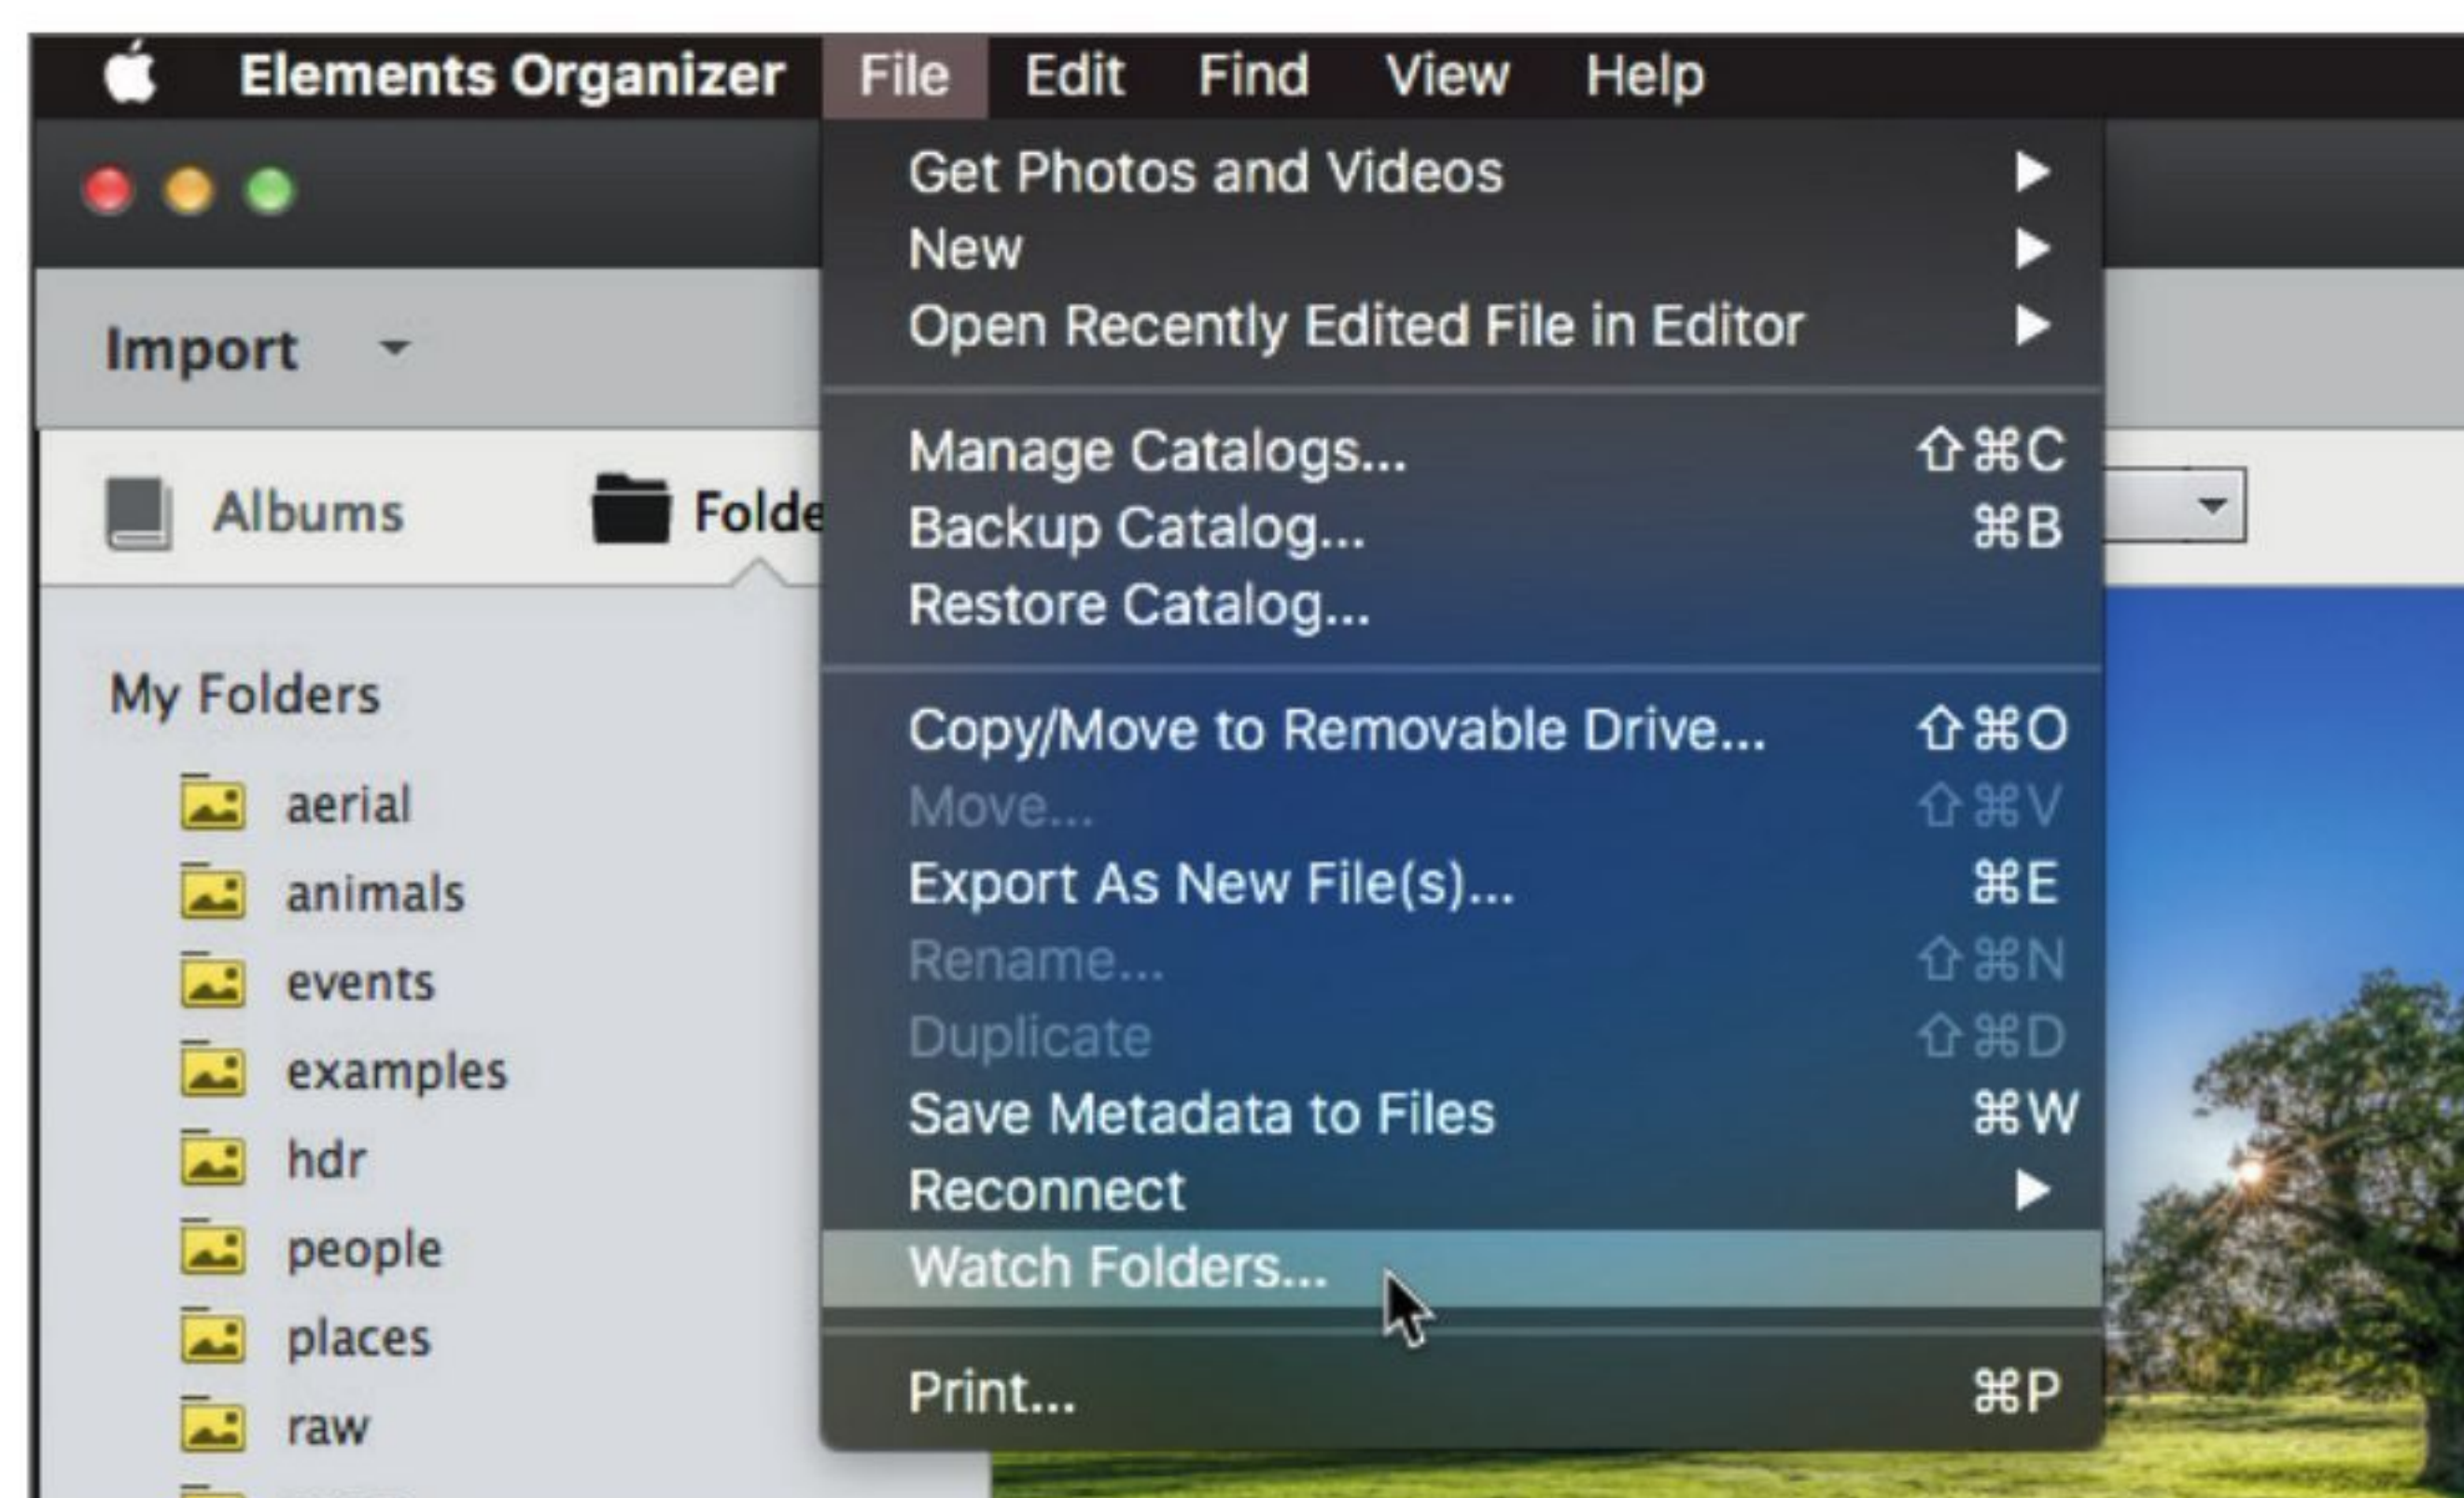 Elements Organizer File Edit Find View Help
Import
Albums Folde
My Folders
aerial
animals
events
examples
hdr
people
places
raw
Get Photos and Videos
New
Open Recently Edited File in Editor
Manage Catalogs... ⇧⌘C
Backup Catalog... ⌘B
Restore Catalog...
Copy/Move to Removable Drive... ⇧⌘O
Move... ⇧⌘V
Export As New File(s)... ⌘E
Rename... ⇧⌘N
Duplicate ⇧⌘D
Save Metadata to Files ⌘W
Reconnect
Watch Folders...
Print... ⌘P